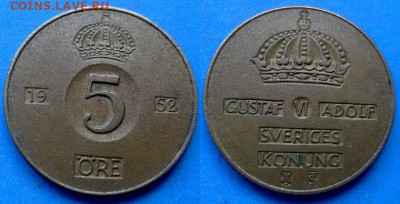 COINS.LAVE.RU
19 5 52
ÖRE
GUSTAF VI ADOLF
SVERIGES
KONUNG